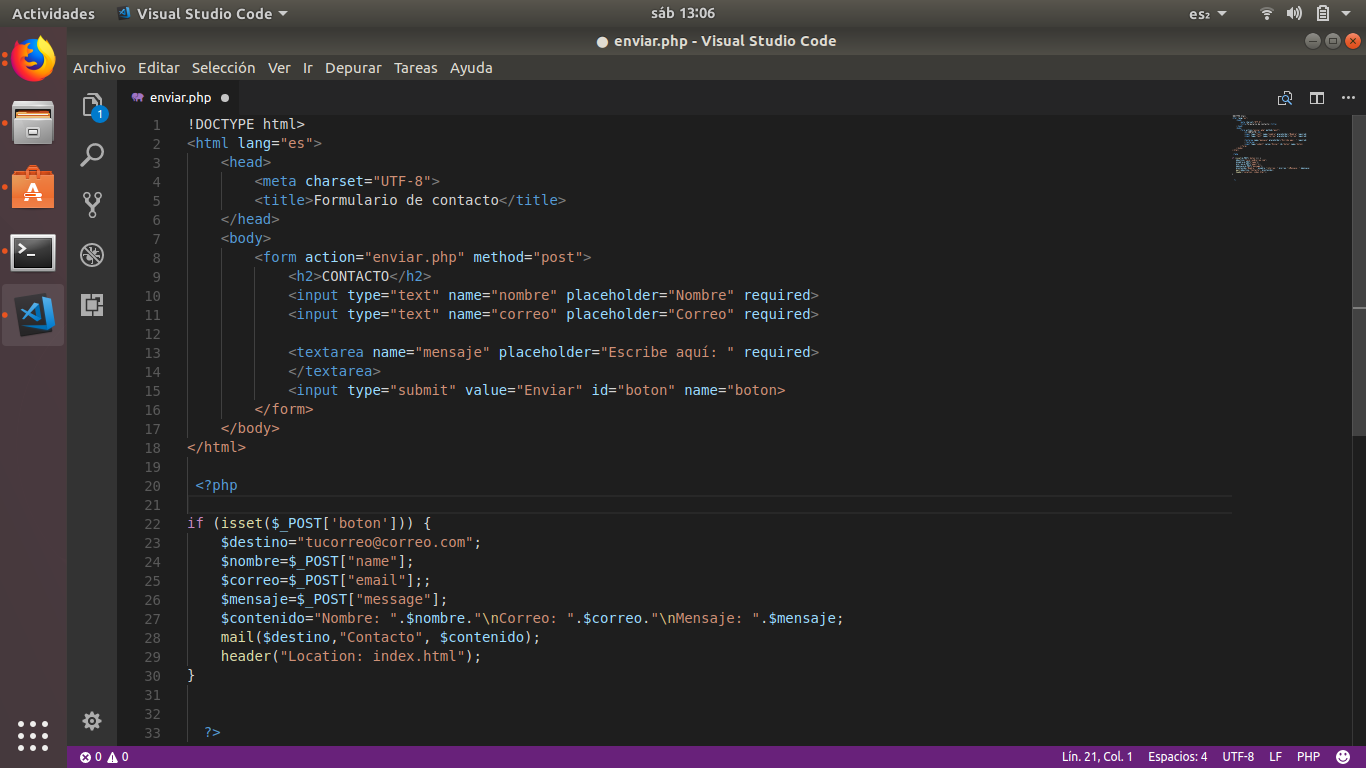 Actividades Visual Studio Code sáb 13:06 es₂
● enviar.php - Visual Studio Code
Archivo Editar Selección Ver Ir Depurar Tareas Ayuda
enviar.php
1
1 !DOCTYPE html>
2 <html lang="es">
3 <head>
4 <meta charset="UTF-8">
5 <title>Formulario de contacto</title>
6 </head>
7 <body>
8 <form action="enviar.php" method="post">
9 <h2>CONTACTO</h2>
10 <input type="text" name="nombre" placeholder="Nombre" required>
11 <input type="text" name="correo" placeholder="Correo" required>
12
13 <textarea name="mensaje" placeholder="Escribe aquí: " required>
14 </textarea>
15 <input type="submit" value="Enviar" id="boton" name="boton>
16 </form>
17 </body>
18 </html>
19
20 <?php
21
22 if (isset($_POST['boton'])) {
23 $destino="tucorreo@correo.com";
24 $nombre=$_POST["name"];
25 $correo=$_POST["email"];;
26 $mensaje=$_POST["message"];
27 $contenido="Nombre: ".$nombre."\nCorreo: ".$correo."\nMensaje: ".$mensaje;
28 mail($destino,"Contacto", $contenido);
29 header("Location: index.html");
30 }
31
32
33 ?>
0 0 Lín. 21, Col. 1 Espacios: 4 UTF-8 LF PHP